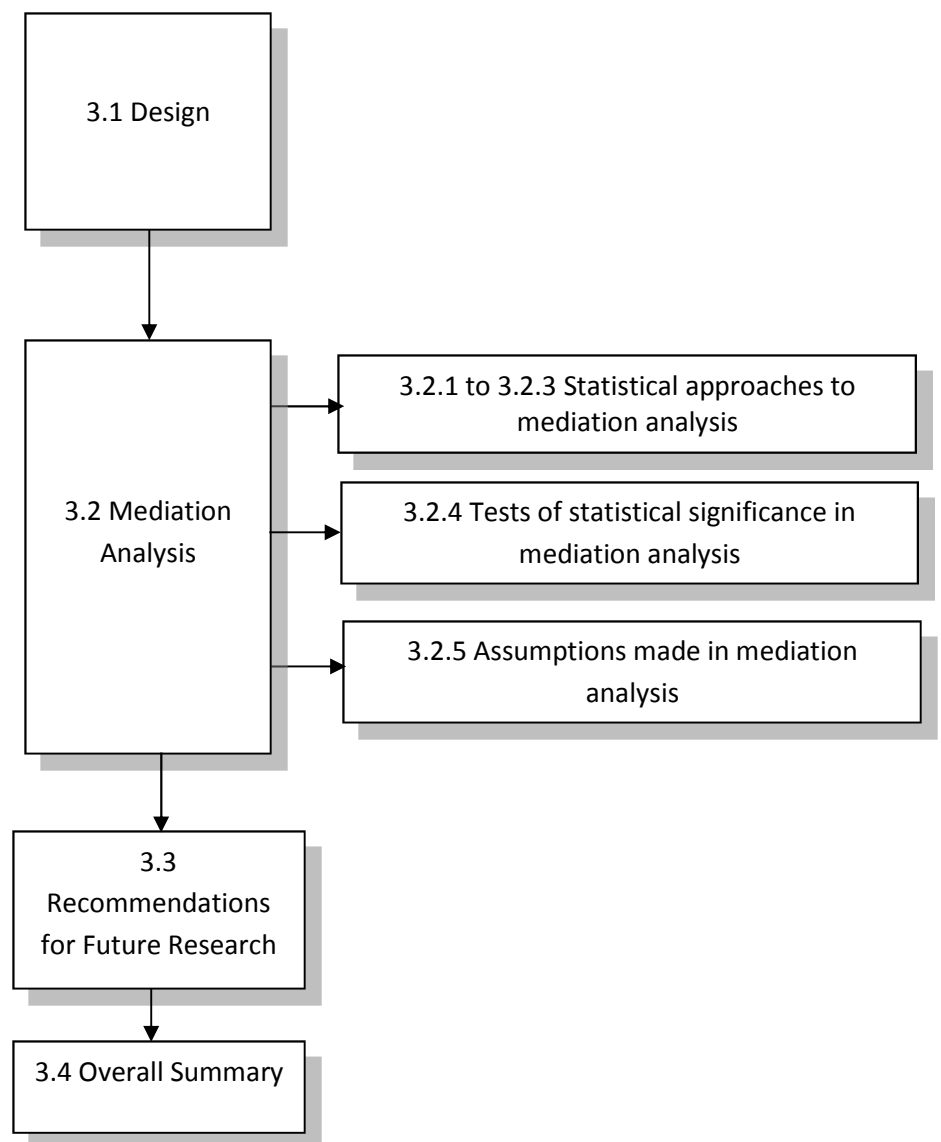 3.1 Design
3.2 Mediation
Analysis
3.2.1 to 3.2.3 Statistical approaches to
mediation analysis
3.2.4 Tests of statistical significance in
mediation analysis
3.2.5 Assumptions made in mediation
analysis
3.3
Recommendations
for Future Research
3.4 Overall Summary